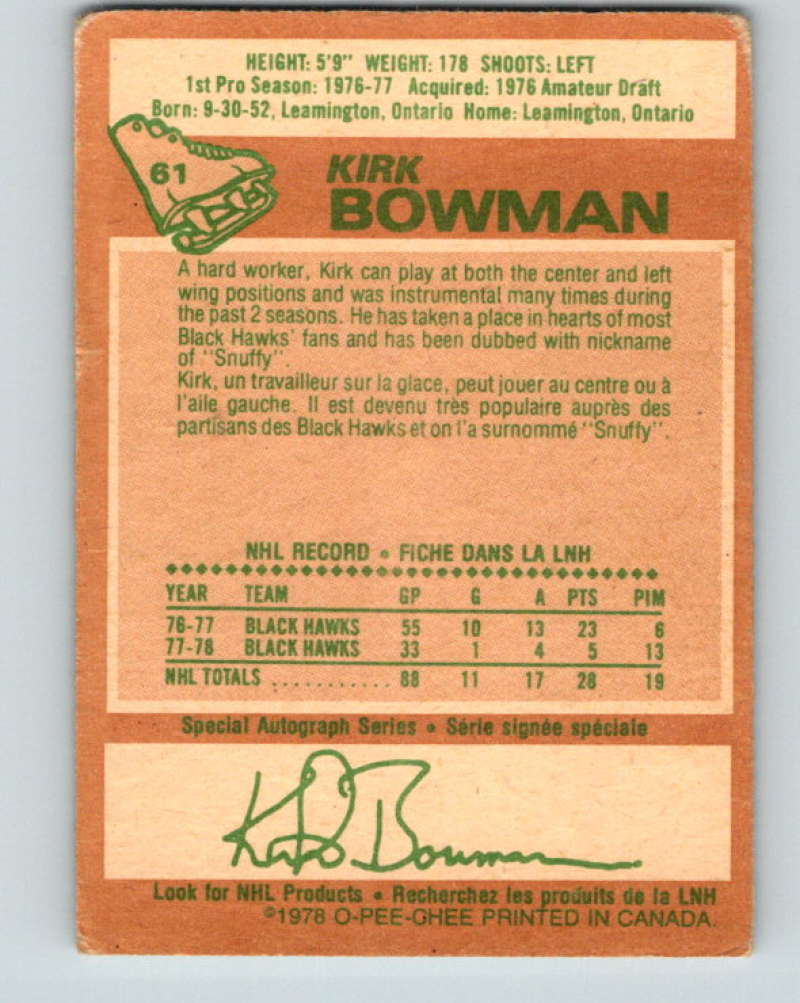 HEIGHT: 5'9" WEIGHT: 178 SHOOTS: LEFT
1st Pro Season: 1976-77 Acquired: 1976 Amateur Draft
Born: 9-30-52, Leamington, Ontario Home: Leamington, Ontario
61
KIRK
BOWMAN
A hard worker, Kirk can play at both the center and left
wing positions and was instrumental many times during
the past 2 seasons. He has taken a place in hearts of most
Black Hawks' fans and has been dubbed with nickname
of "Snuffy".
Kirk, un travailleur sur la glace, peut jouer au centre ou à
l'aile gauche. Il est devenu très populaire auprès des
partisans des Black Hawks et on l'a surnommé "Snuffy".
NHL RECORD • FICHE DANS LA LNH
YEAR TEAM GP G A PTS PIM
76-77 BLACK HAWKS 55 10 13 23 6
77-78 BLACK HAWKS 33 1 4 5 13
NHL TOTALS ........... 88 11 17 28 19
Special Autograph Series • Série signée spéciale
Kirk Bowman
Look for NHL Products • Recherchez les produits de la LNH
©1978 O-PEE-CHEE PRINTED IN CANADA.